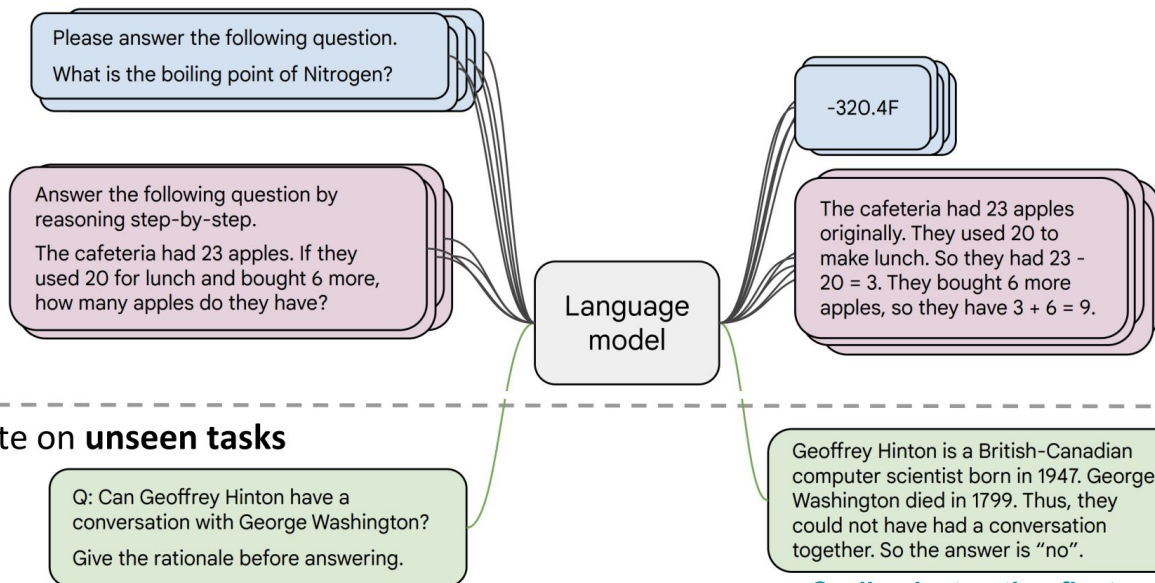 Please answer the following question.
What is the boiling point of Nitrogen?
-320.4F
Answer the following question by
reasoning step-by-step.
The cafeteria had 23 apples. If they
used 20 for lunch and bought 6 more,
how many apples do they have?
Language
model
The cafeteria had 23 apples
originally. They used 20 to
make lunch. So they had 23 -
20 = 3. They bought 6 more
apples, so they have 3 + 6 = 9.
te on unseen tasks
Q: Can Geoffrey Hinton have a
conversation with George Washington?
Give the rationale before answering.
Geoffrey Hinton is a British-Canadian
computer scientist born in 1947. George
Washington died in 1799. Thus, they
could not have had a conversation
together. So the answer is “no”.